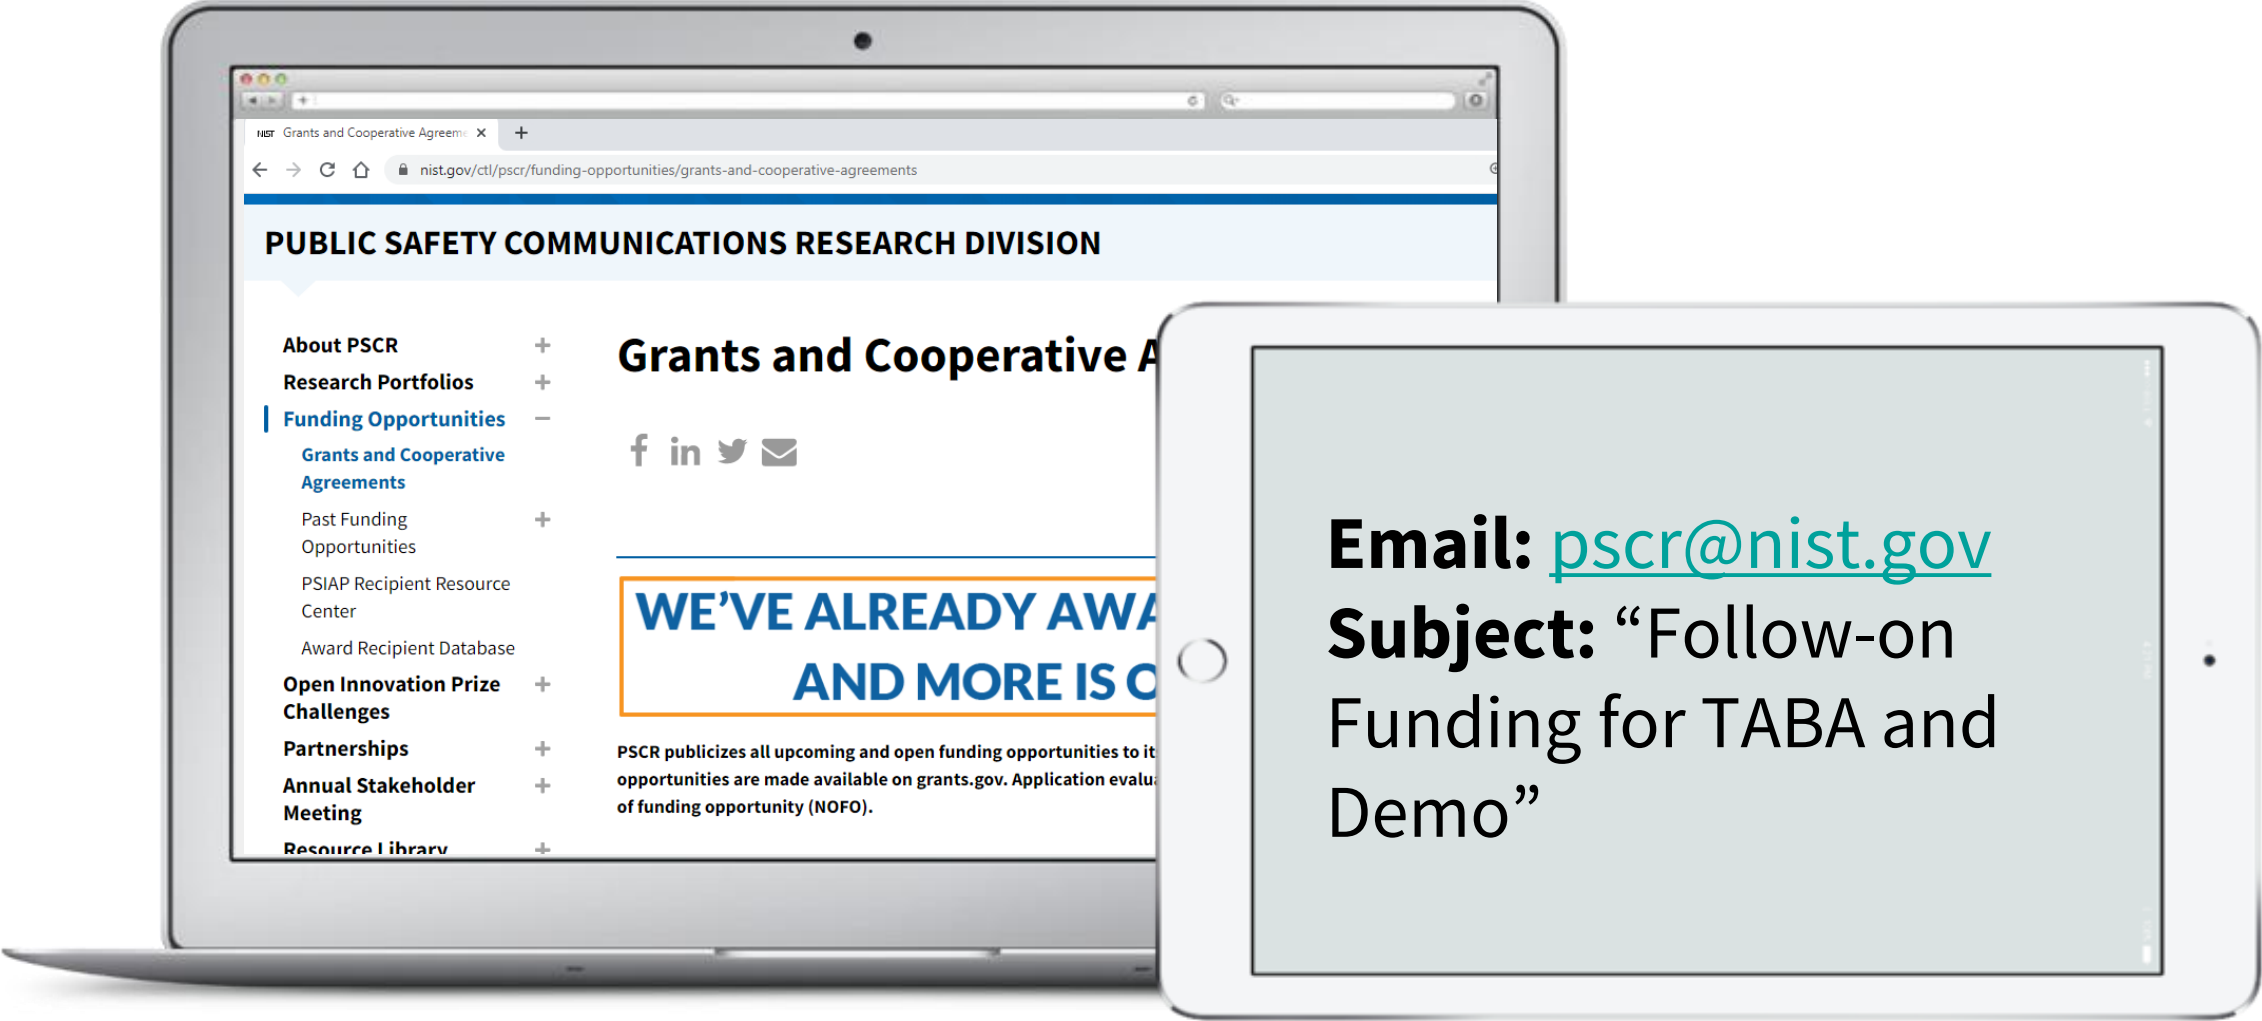 NIST Grants and Cooperative Agreeme
nist.gov/ctl/pscr/funding-opportunities/grants-and-cooperative-agreements
PUBLIC SAFETY COMMUNICATIONS RESEARCH DIVISION
About PSCR
Research Portfolios
Funding Opportunities
Grants and Cooperative
Agreements
Past Funding
Opportunities
PSIAP Recipient Resource
Center
Award Recipient Database
Open Innovation Prize
Challenges
Partnerships
Annual Stakeholder
Meeting
Resource Library
Grants and Cooperative A
f in
WE’VE ALREADY AWA
AND MORE IS O
PSCR publicizes all upcoming and open funding opportunities to it
opportunities are made available on grants.gov. Application evalua
of funding opportunity (NOFO).
Email: pscr@nist.gov
Subject: “Follow-on
Funding for TABA and
Demo”